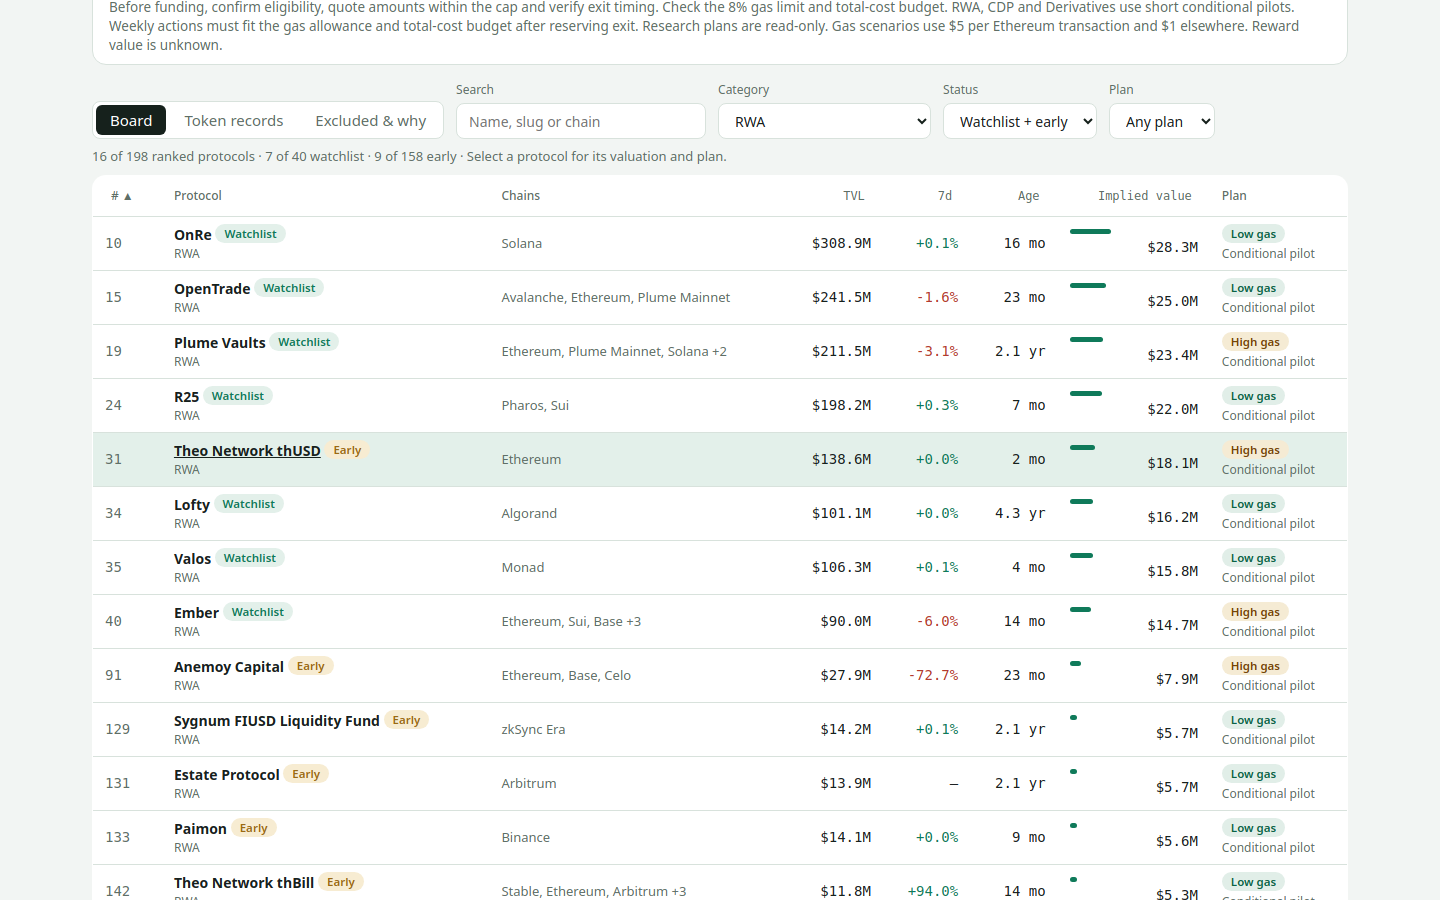 Before funding, confirm eligibility, quote amounts within the cap and verify exit timing. Check the 8% gas limit and total-cost budget. RWA, CDP and Derivatives use short conditional pilots.
Weekly actions must fit the gas allowance and total-cost budget after reserving exit. Research plans are read-only. Gas scenarios use $5 per Ethereum transaction and $1 elsewhere. Reward
value is unknown.
Search Category Status Plan
Board Token records Excluded & why Name, slug or chain RWA Watchlist + early Any plan
16 of 198 ranked protocols · 7 of 40 watchlist · 9 of 158 early · Select a protocol for its valuation and plan.
# ▲ Protocol Chains TVL 7d Age Implied value Plan
10 OnRe Watchlist Solana $308.9M +0.1% 16 mo $28.3M Low gas
RWA Conditional pilot
15 OpenTrade Watchlist Avalanche, Ethereum, Plume Mainnet $241.5M -1.6% 23 mo $25.0M Low gas
RWA Conditional pilot
19 Plume Vaults Watchlist Ethereum, Plume Mainnet, Solana +2 $211.5M -3.1% 2.1 yr $23.4M High gas
RWA Conditional pilot
24 R25 Watchlist Pharos, Sui $198.2M +0.3% 7 mo $22.0M Low gas
RWA Conditional pilot
31 Theo Network thUSD Early Ethereum $138.6M +0.0% 2 mo $18.1M High gas
RWA Conditional pilot
34 Lofty Watchlist Algorand $101.1M +0.0% 4.3 yr $16.2M Low gas
RWA Conditional pilot
35 Valos Watchlist Monad $106.3M +0.1% 4 mo $15.8M Low gas
RWA Conditional pilot
40 Ember Watchlist Ethereum, Sui, Base +3 $90.0M -6.0% 14 mo $14.7M High gas
RWA Conditional pilot
91 Anemoy Capital Early Ethereum, Base, Celo $27.9M -72.7% 23 mo $7.9M High gas
RWA Conditional pilot
129 Sygnum FIUSD Liquidity Fund Early zkSync Era $14.2M +0.1% 2.1 yr $5.7M Low gas
RWA Conditional pilot
131 Estate Protocol Early Arbitrum $13.9M — 2.1 yr $5.7M Low gas
RWA Conditional pilot
133 Paimon Early Binance $14.1M +0.0% 9 mo $5.6M Low gas
RWA Conditional pilot
142 Theo Network thBill Early Stable, Ethereum, Arbitrum +3 $11.8M +94.0% 14 mo $5.3M Low gas
RWA Conditional pilot